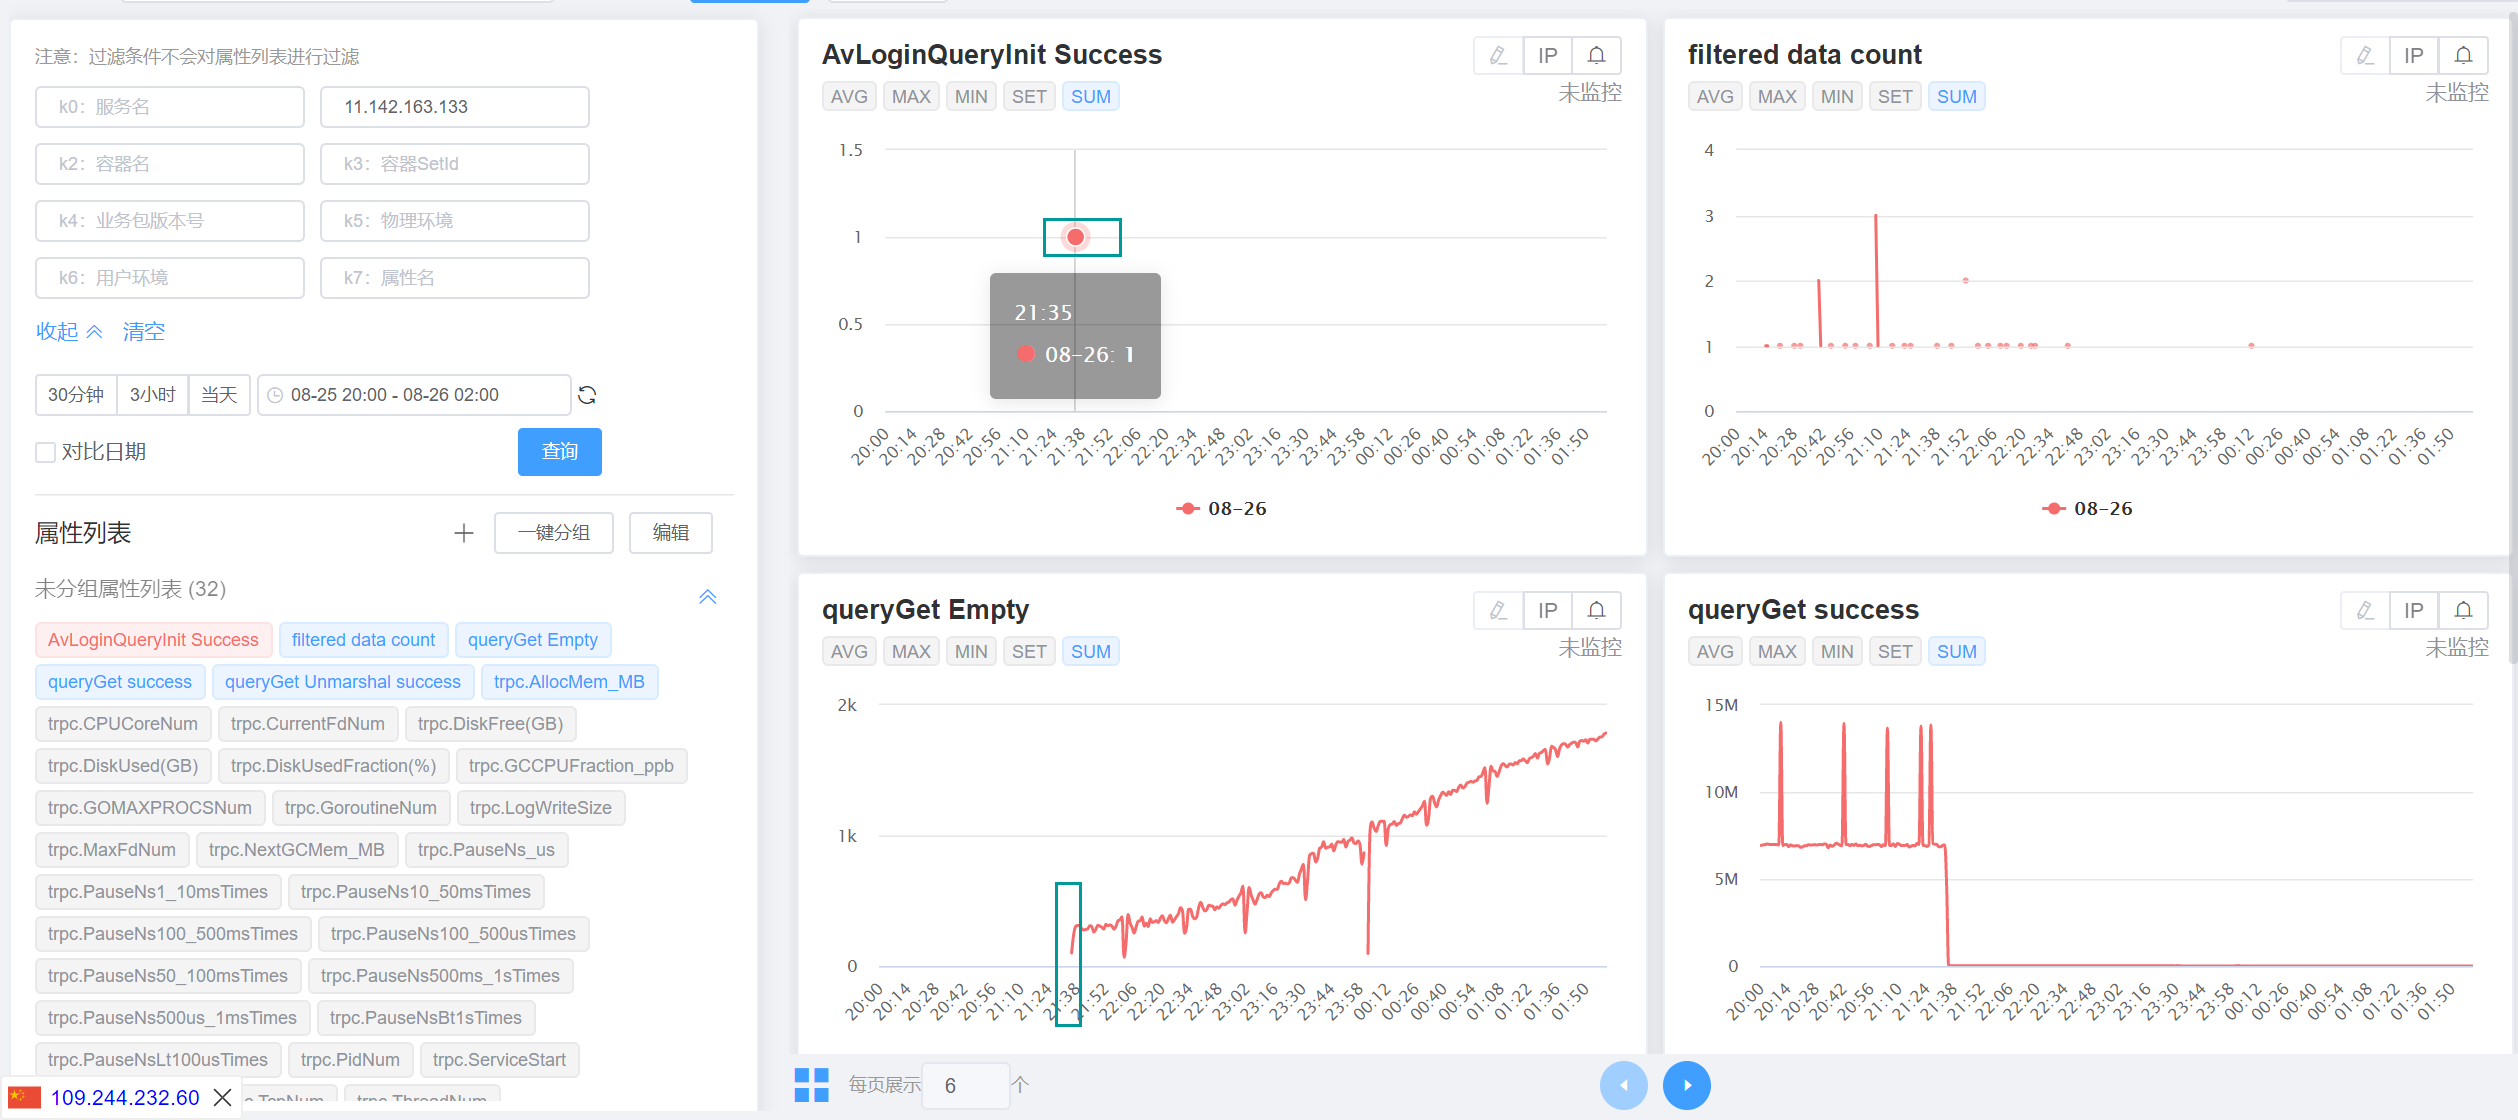 注意：过滤条件不会对属性列表进行过滤
k0：服务名
11.142.163.133
k2：容器名
k3：容器SetId
k4：业务包版本号
k5：物理环境
k6：用户环境
k7：属性名
收起 清空
30分钟 3小时 当天 08-25 20:00 - 08-26 02:00
对比日期 查询
属性列表 一键分组 编辑
未分组属性列表 (32)
AvLoginQueryInit Success filtered data count queryGet Empty
queryGet success queryGet Unmarshal success trpc.AllocMem_MB
trpc.CPUCoreNum trpc.CurrentFdNum trpc.DiskFree(GB)
trpc.DiskUsed(GB) trpc.DiskUsedFraction(%) trpc.GCCPUFraction_ppb
trpc.GOMAXPROCSNum trpc.GoroutineNum trpc.LogWriteSize
trpc.MaxFdNum trpc.NextGCMem_MB trpc.PauseNs_us
trpc.PauseNs1_10msTimes trpc.PauseNs10_50msTimes
trpc.PauseNs100_500msTimes trpc.PauseNs100_500usTimes
trpc.PauseNs50_100msTimes trpc.PauseNs500ms_1sTimes
trpc.PauseNs500us_1msTimes trpc.PauseNsBt1sTimes
trpc.PauseNsLt100usTimes trpc.PidNum trpc.ServiceStart
c.TcpNum trpc.ThreadNum
109.244.232.60
AvLoginQueryInit Success
IP
AVG MAX MIN SET SUM
未监控
1.5
1
0.5
0
21:35
08-26: 1
20:00 20:14 20:28 20:42 20:56 21:10 21:24 21:38 21:52 22:06 22:20 22:34 22:48 23:02 23:16 23:30 23:44 23:58 00:12 00:26 00:40 00:54 01:08 01:22 01:36 01:50
08-26
filtered data count
IP
AVG MAX MIN SET SUM
未监控
4
3
2
1
0
20:00 20:14 20:28 20:42 20:56 21:10 21:24 21:38 21:52 22:06 22:20 22:34 22:48 23:02 23:16 23:30 23:44 23:58 00:12 00:26 00:40 00:54 01:08 01:22 01:36 01:50
08-26
queryGet Empty
IP
AVG MAX MIN SET SUM
未监控
2k
1k
0
20:00 20:14 20:28 20:42 20:56 21:10 21:24 21:38 21:52 22:06 22:20 22:34 22:48 23:02 23:16 23:30 23:44 23:58 00:12 00:26 00:40 00:54 01:08 01:22 01:36 01:50
queryGet success
IP
AVG MAX MIN SET SUM
未监控
15M
10M
5M
0
20:00 20:14 20:28 20:42 20:56 21:10 21:24 21:38 21:52 22:06 22:20 22:34 22:48 23:02 23:16 23:30 23:44 23:58 00:12 00:26 00:40 00:54 01:08 01:22 01:36 01:50
每页展示 6 个